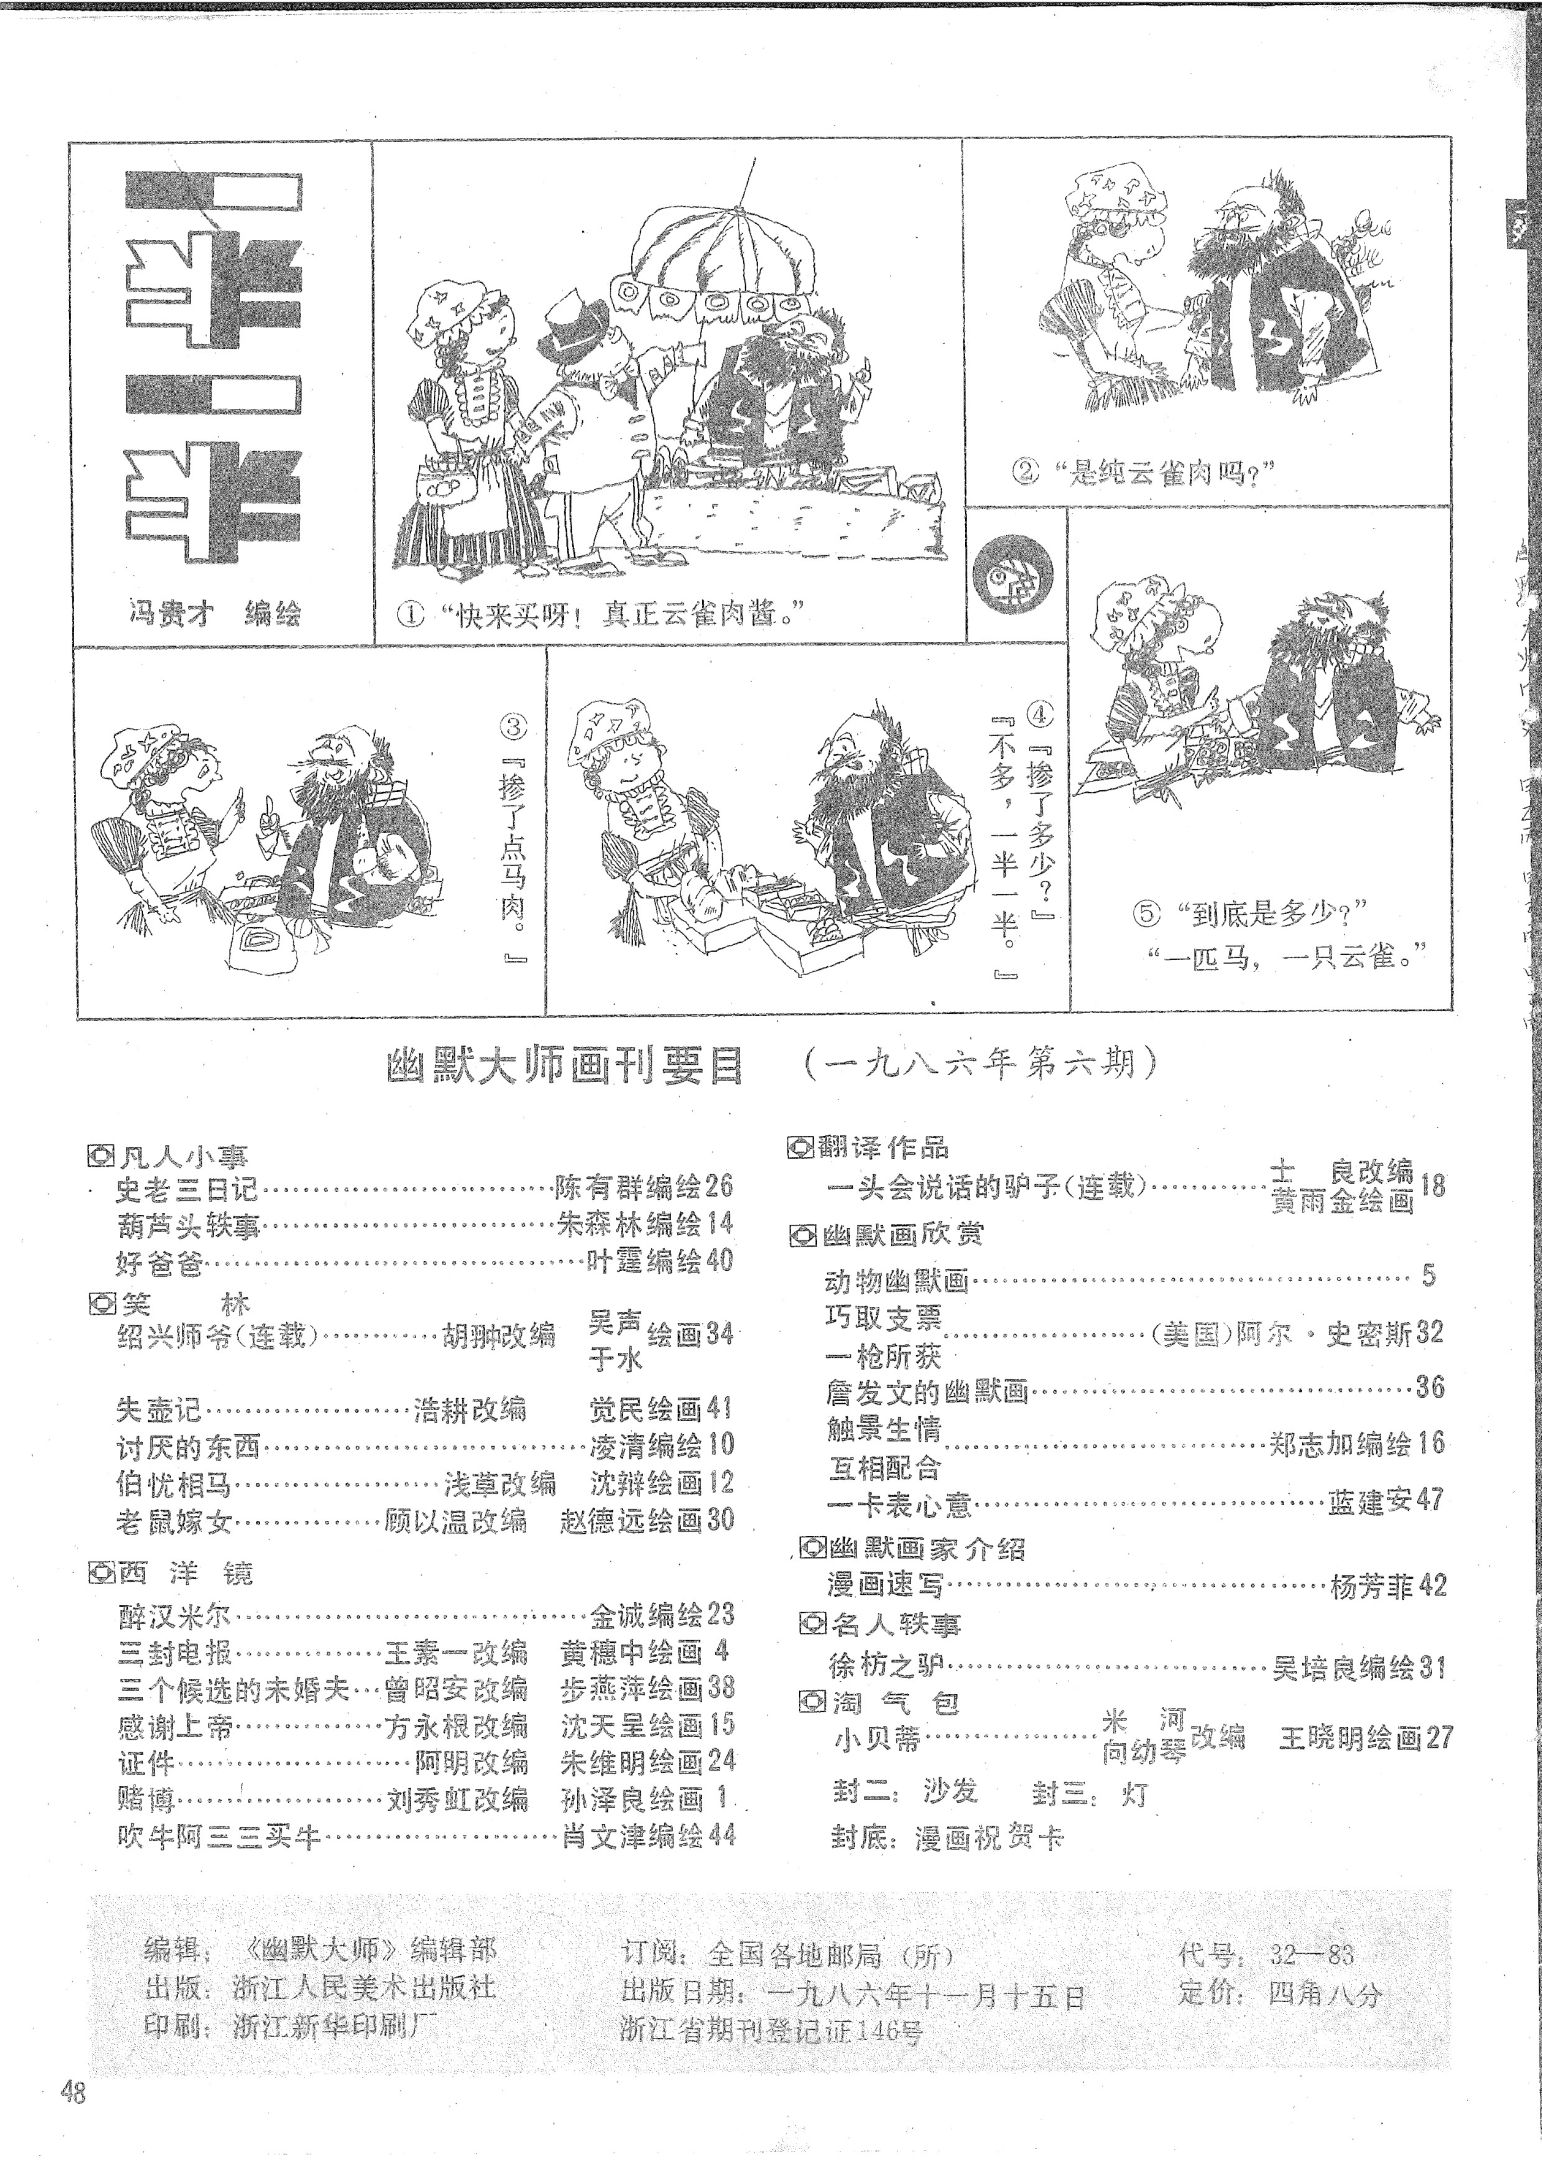 一半一半
冯贵才 编绘
① “快来买呀！真正云雀肉酱。”
② “是纯云雀肉吗？”
③『掺了点马肉。』
④『掺了多少？』
『不多，一半一半。』
⑤ “到底是多少？”
“一匹马，一只云雀。”
幽默大师画刊要目 （一九八六年第六期）
凡人小事
史老三日记……陈有群编绘26
葫芦头轶事……朱森林编绘14
好爸爸……叶霆编绘40
笑 林
绍兴师爷（连载）……胡翀改编 吴声 于水 绘画34
失壶记……浩耕改编 觉民绘画41
讨厌的东西……凌清编绘10
伯忧相马……浅草改编 沈辩绘画12
老鼠嫁女……顾以温改编 赵德远绘画30
西 洋 镜
醉汉米尔……金诚编绘23
三封电报……王素一改编 黄穗中绘画 4
三个候选的未婚夫…曾昭安改编 步燕萍绘画38
感谢上帝……方永根改编 沈天呈绘画15
证件……阿明改编 朱维明绘画24
赌博……刘秀虹改编 孙泽良绘画 1
吹牛阿三三买牛……肖文津编绘44
翻译作品
一头会说话的驴子（连载）……士 良改编 黄雨金绘画 18
幽默画欣赏
动物幽默画…… 5
巧取支票
一枪所获……（美国）阿尔·史密斯32
詹发文的幽默画……36
触景生情
互相配合……郑志加编绘16
一卡表心意……蓝建安47
幽默画家介绍
漫画速写……杨芳菲42
名人轶事
徐枋之驴……吴培良编绘31
淘 气 包
小贝蒂……米 河 向幼琴 改编 王晓明绘画27
封二：沙发 封三：灯
封底：漫画祝贺卡
编辑：《幽默大师》编辑部
出版：浙江人民美术出版社
印刷：浙江新华印刷厂
订阅：全国各地邮局（所）
出版日期：一九八六年十一月十五日
浙江省期刊登记证146号
代号：32—83
定价：四角八分
48